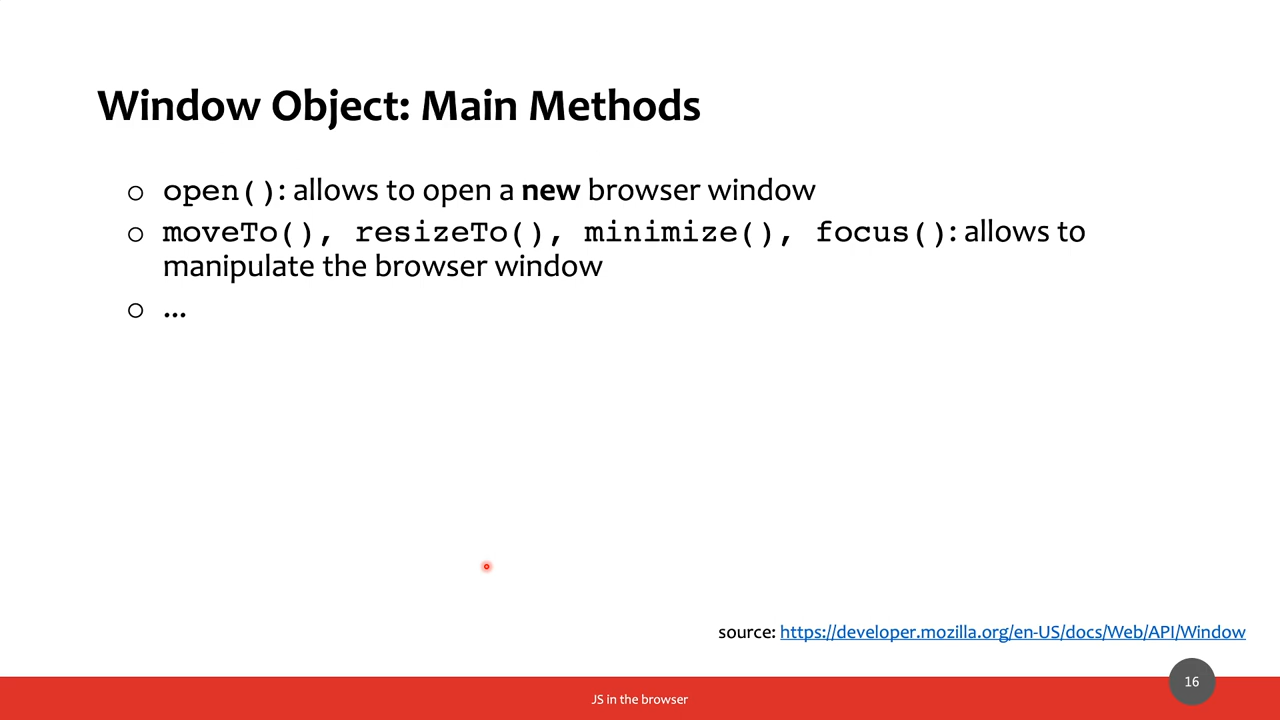 Window Object: Main Methods
○ open(): allows to open a new browser window
○ moveTo(), resizeTo(), minimize(), focus(): allows to
manipulate the browser window
○ ...
source: https://developer.mozilla.org/en-US/docs/Web/API/Window
16
JS in the browser